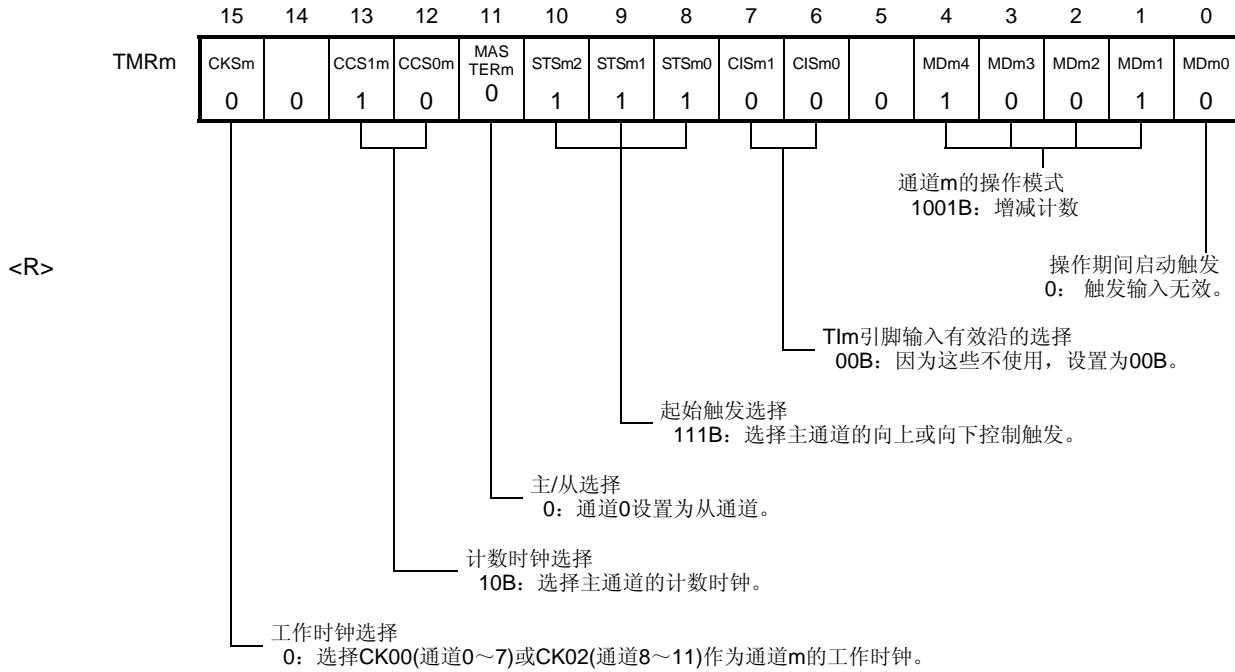 15 14 13 12 11 10 9 8 7 6 5 4 3 2 1 0
TMRm CKSm CCS1m CCS0m MAS TERm STSm2 STSm1 STSm0 CISm1 CISm0 MDm4 MDm3 MDm2 MDm1 MDm0
0 0 1 0 0 1 1 1 0 0 0 1 0 0 1 0
通道m的操作模式
1001B：增减计数
<R>
操作期间启动触发
0： 触发输入无效。
TIm引脚输入有效沿的选择
00B：因为这些不使用，设置为00B。
起始触发选择
111B：选择主通道的向上或向下控制触发。
主/从选择
0：通道0设置为从通道。
计数时钟选择
10B：选择主通道的计数时钟。
工作时钟选择
0：选择CK00(通道0～7)或CK02(通道8～11)作为通道m的工作时钟。